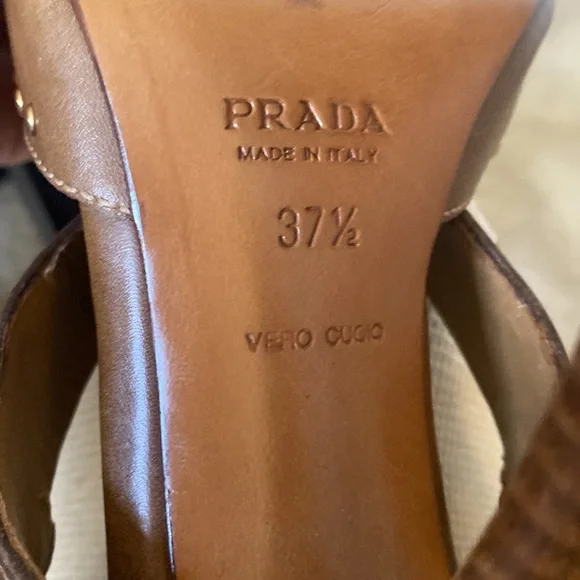 PRADA
MADE IN ITALY
37½
VERO CUOIO